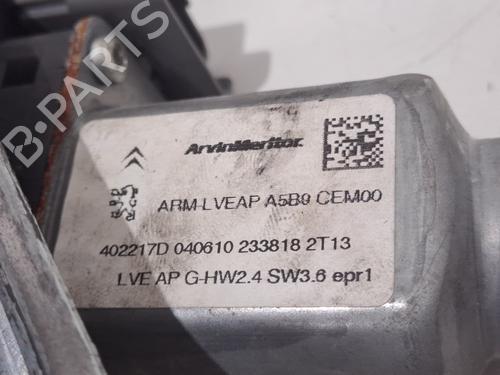 B-PARTS
ArvinMeritor
ARM-LVEAP A5B9 CEM00
402217D 040610 233818 2T13
LVE AP G-HW2.4 SW3.6 epr1